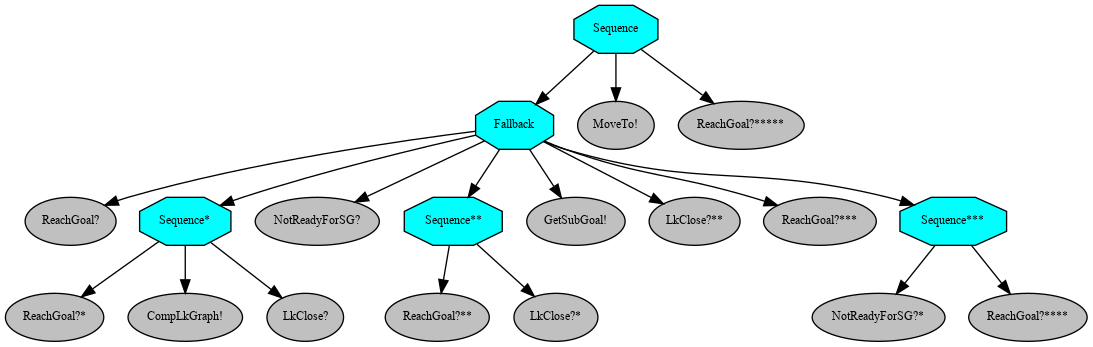 Sequence
Fallback
MoveTo!
ReachGoal?*****
ReachGoal?
Sequence*
NotReadyForSG?
Sequence**
GetSubGoal!
LkClose?**
ReachGoal?***
Sequence***
ReachGoal?*
CompLkGraph!
LkClose?
ReachGoal?**
LkClose?*
NotReadyForSG?*
ReachGoal?****